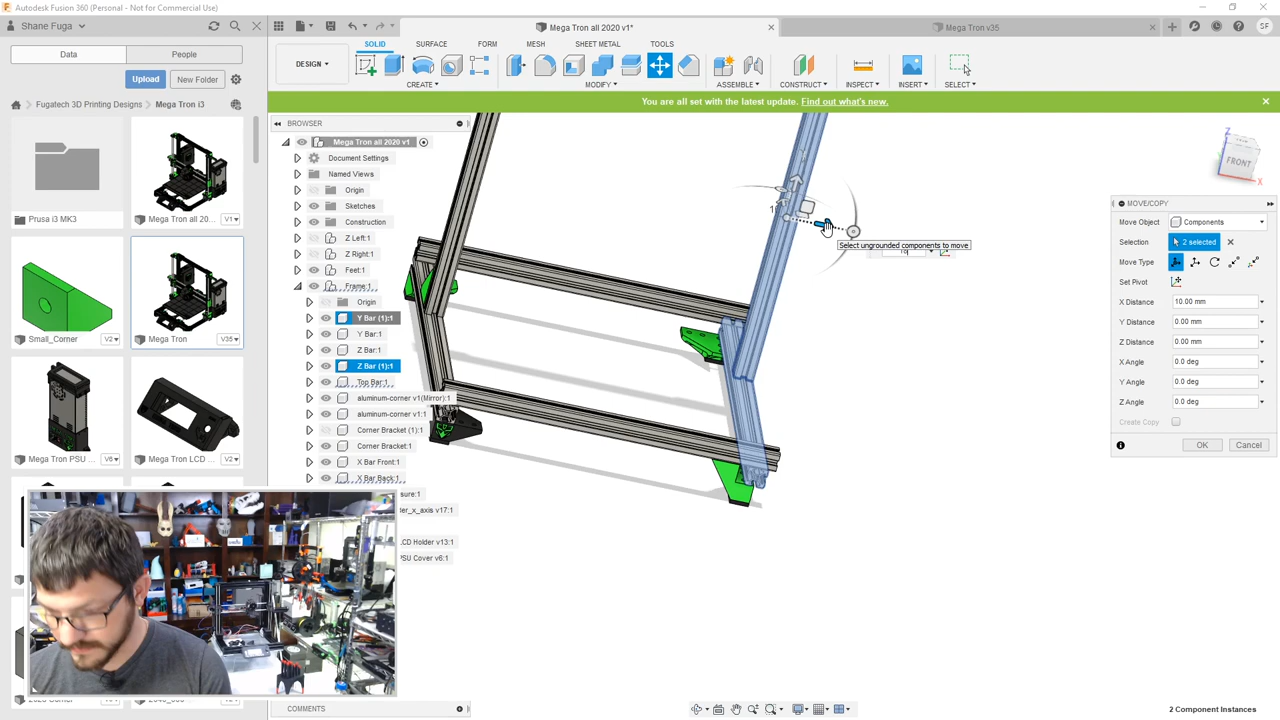 Autodesk Fusion 360 (Personal - Not for Commercial Use)
Shane Fuga
Mega Tron all 2020 v1*
Mega Tron v35
SF
Data
People
DESIGN
SOLID
SURFACE
FORM
MESH
SHEET METAL
TOOLS
Upload
New Folder
CREATE
MODIFY
ASSEMBLE
CONSTRUCT
INSPECT
INSERT
SELECT
You are all set with the latest update. Find out what's new.
Fugatech 3D Printing Designs
Mega Tron i3
BROWSER
Mega Tron all 2020 v1
Document Settings
Named Views
Origin
Sketches
Construction
Z Left:1
Z Right:1
Feet:1
Frame:1
Origin
Y Bar (1):1
Y Bar:1
Z Bar:1
Z Bar (1):1
Top Bar:1
aluminum-corner v1(Mirror):1
aluminum-corner v1:1
Corner Bracket (1):1
Corner Bracket:1
X Bar Front:1
X Bar Back:1
sure:1
er_x_axis v17:1
LCD Holder v13:1
PSU Cover v6:1
Prusa i3 MK3
Mega Tron all 20...
V1
Small_Corner
V2
Mega Tron
V35
Mega Tron PSU ...
V6
Mega Tron LCD ...
V2
Select ungrounded components to move
FRONT
Z
X
MOVE/COPY
Move Object
Components
Selection
2 selected
Move Type
Set Pivot
X Distance
10.00 mm
Y Distance
0.00 mm
Z Distance
0.00 mm
X Angle
0.0 deg
Y Angle
0.0 deg
Z Angle
0.0 deg
Create Copy
OK
Cancel
COMMENTS
2 Component Instances